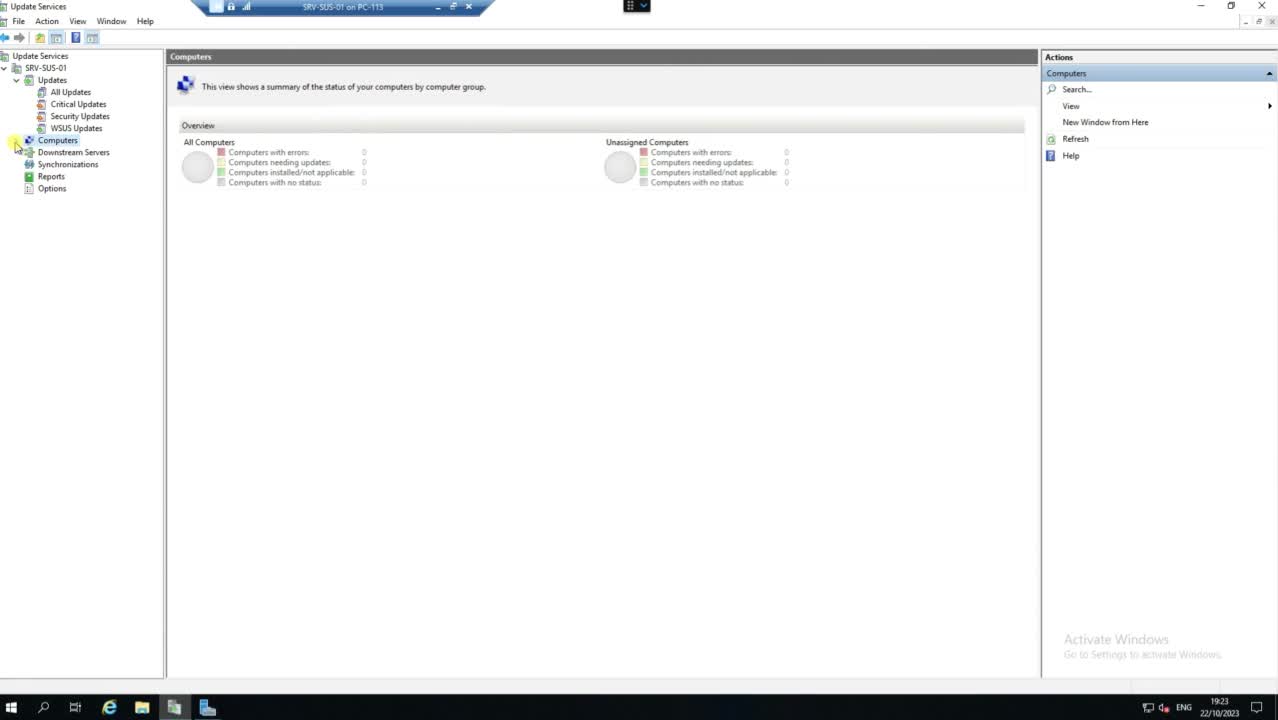 Update Services
SRV-SUS-01 on PC-113
File Action View Window Help
Update Services
SRV-SUS-01
Updates
All Updates
Critical Updates
Security Updates
WSUS Updates
Computers
Downstream Servers
Synchronizations
Reports
Options
Computers
This view shows a summary of the status of your computers by computer group.
Overview
All Computers
Computers with errors: 0
Computers needing updates: 0
Computers installed/not applicable: 0
Computers with no status: 0
Unassigned Computers
Computers with errors: 0
Computers needing updates: 0
Computers installed/not applicable: 0
Computers with no status: 0
Actions
Computers
Search...
View
New Window from Here
Refresh
Help
Activate Windows
Go to Settings to activate Windows.
ENG
19:23
22/10/2023